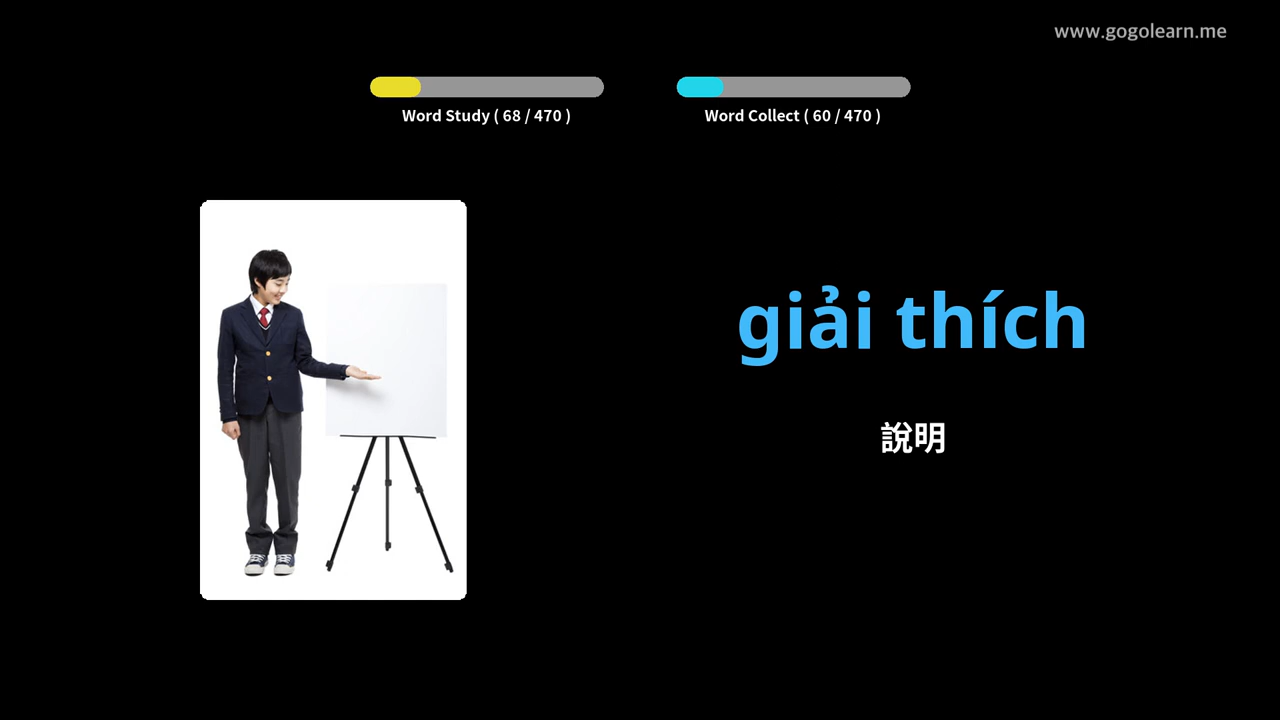 www.gogolearn.me
Word Study ( 68 / 470 )
Word Collect ( 60 / 470 )
giải thích
說明